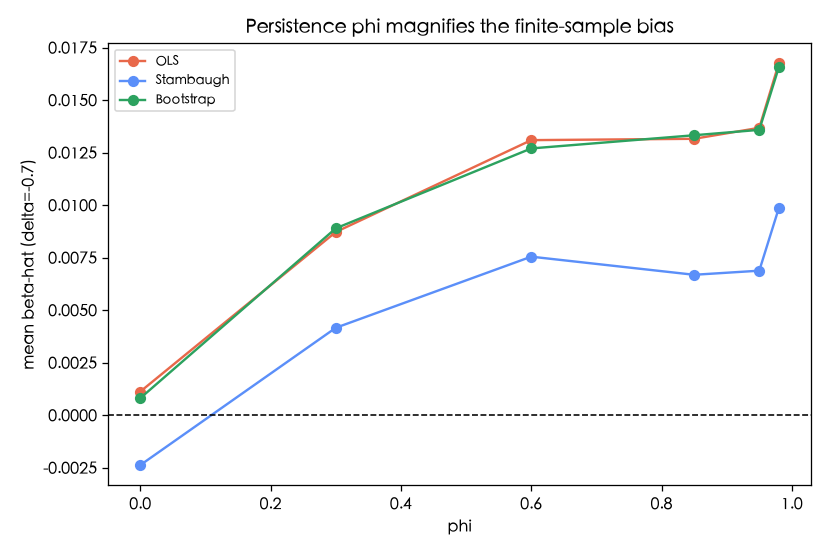 Persistence phi magnifies the finite-sample bias
OLS
Stambaugh
Bootstrap
mean beta-hat (delta=-0.7)
0.0175
0.0150
0.0125
0.0100
0.0075
0.0050
0.0025
0.0000
-0.0025
0.0 0.2 0.4 0.6 0.8 1.0
phi